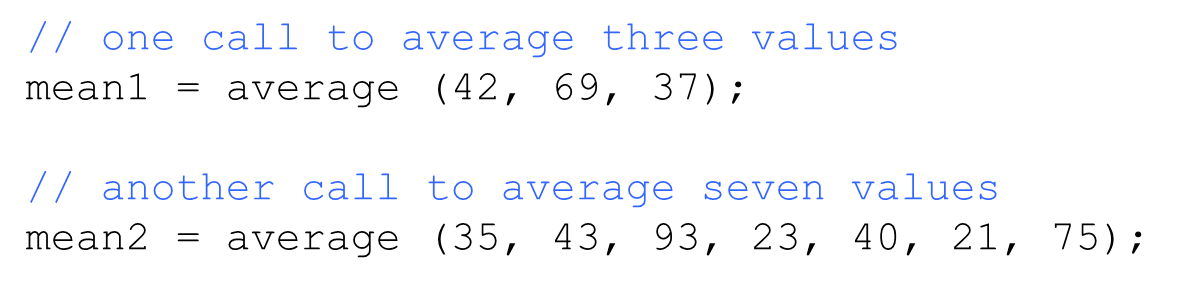 // one call to average three values
mean1 = average (42, 69, 37);
// another call to average seven values
mean2 = average (35, 43, 93, 23, 40, 21, 75);